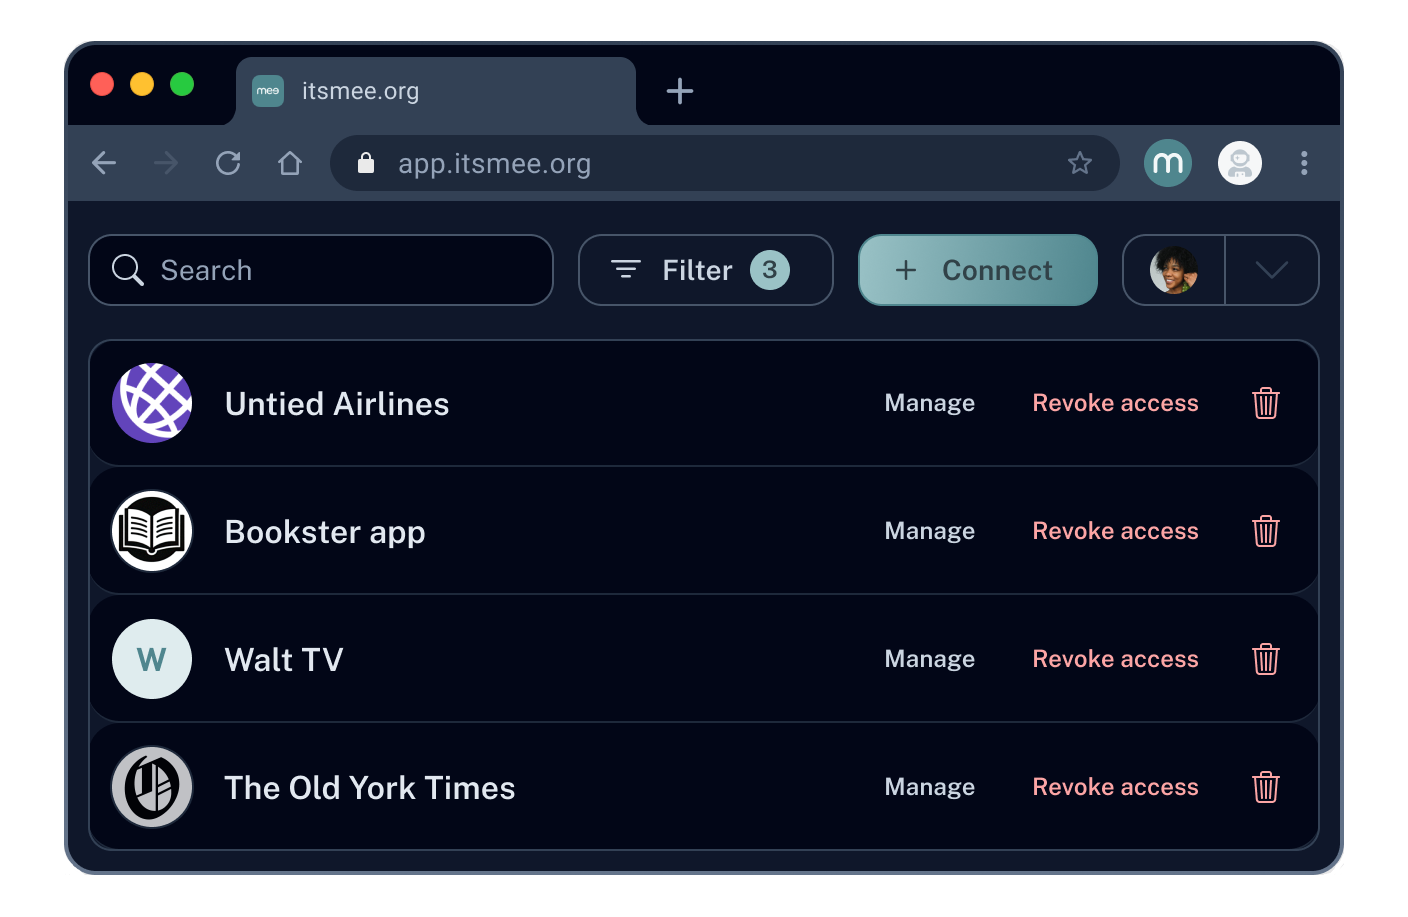 mee
itsmee.org
app.itsmee.org
m
Search
Filter
3
Connect
Untied Airlines
Manage
Revoke access
Bookster app
Manage
Revoke access
W
Walt TV
Manage
Revoke access
O
The Old York Times
Manage
Revoke access